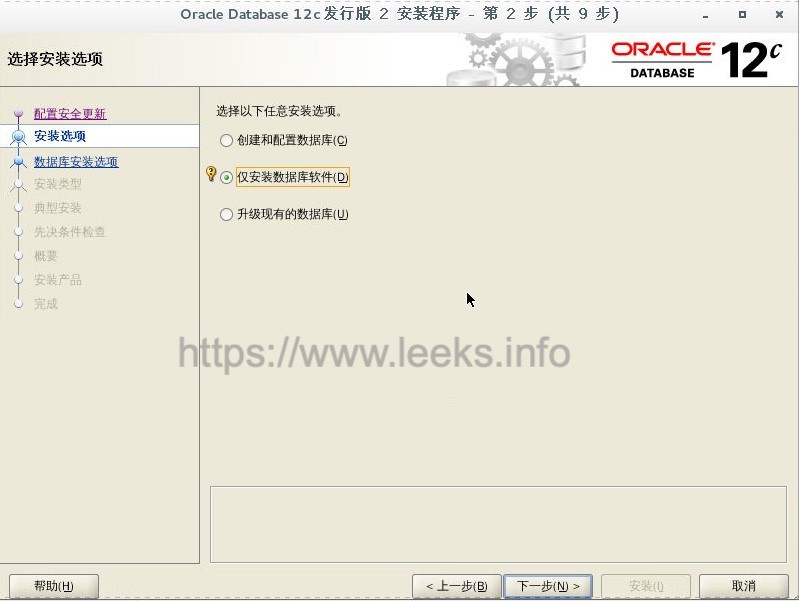 Oracle Database 12c 发行版 2 安装程序 - 第 2 步 (共 9 步)
选择安装选项
ORACLE
DATABASE
12c
配置安全更新
安装选项
数据库安装选项
安装类型
典型安装
先决条件检查
概要
安装产品
完成
选择以下任意安装选项。
创建和配置数据库(C)
仅安装数据库软件(D)
升级现有的数据库(U)
https://www.leeks.info
帮助(H)
< 上一步(B)
下一步(N) >
安装(I)
取消